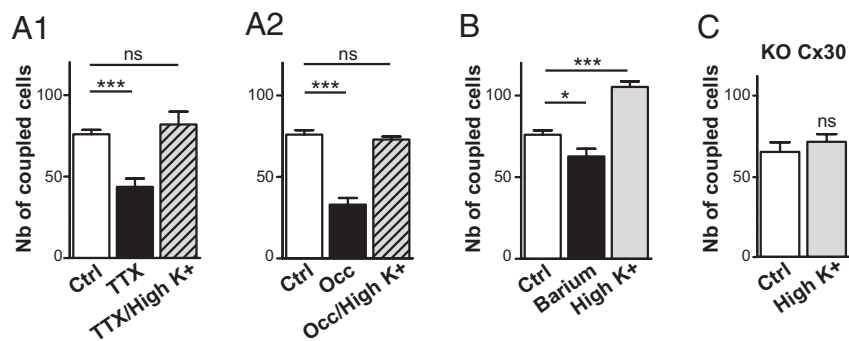 A1
Nb of coupled cells
100
50
0
ns
***
Ctrl
TTX
TTX/High K+
A2
100
50
0
ns
***
Ctrl
Occ
Occ/High K+
B
Nb of coupled cells
100
50
0
***
*
Ctrl
Barium
High K+
C
KO Cx30
Nb of coupled cells
100
50
0
ns
Ctrl
High K+